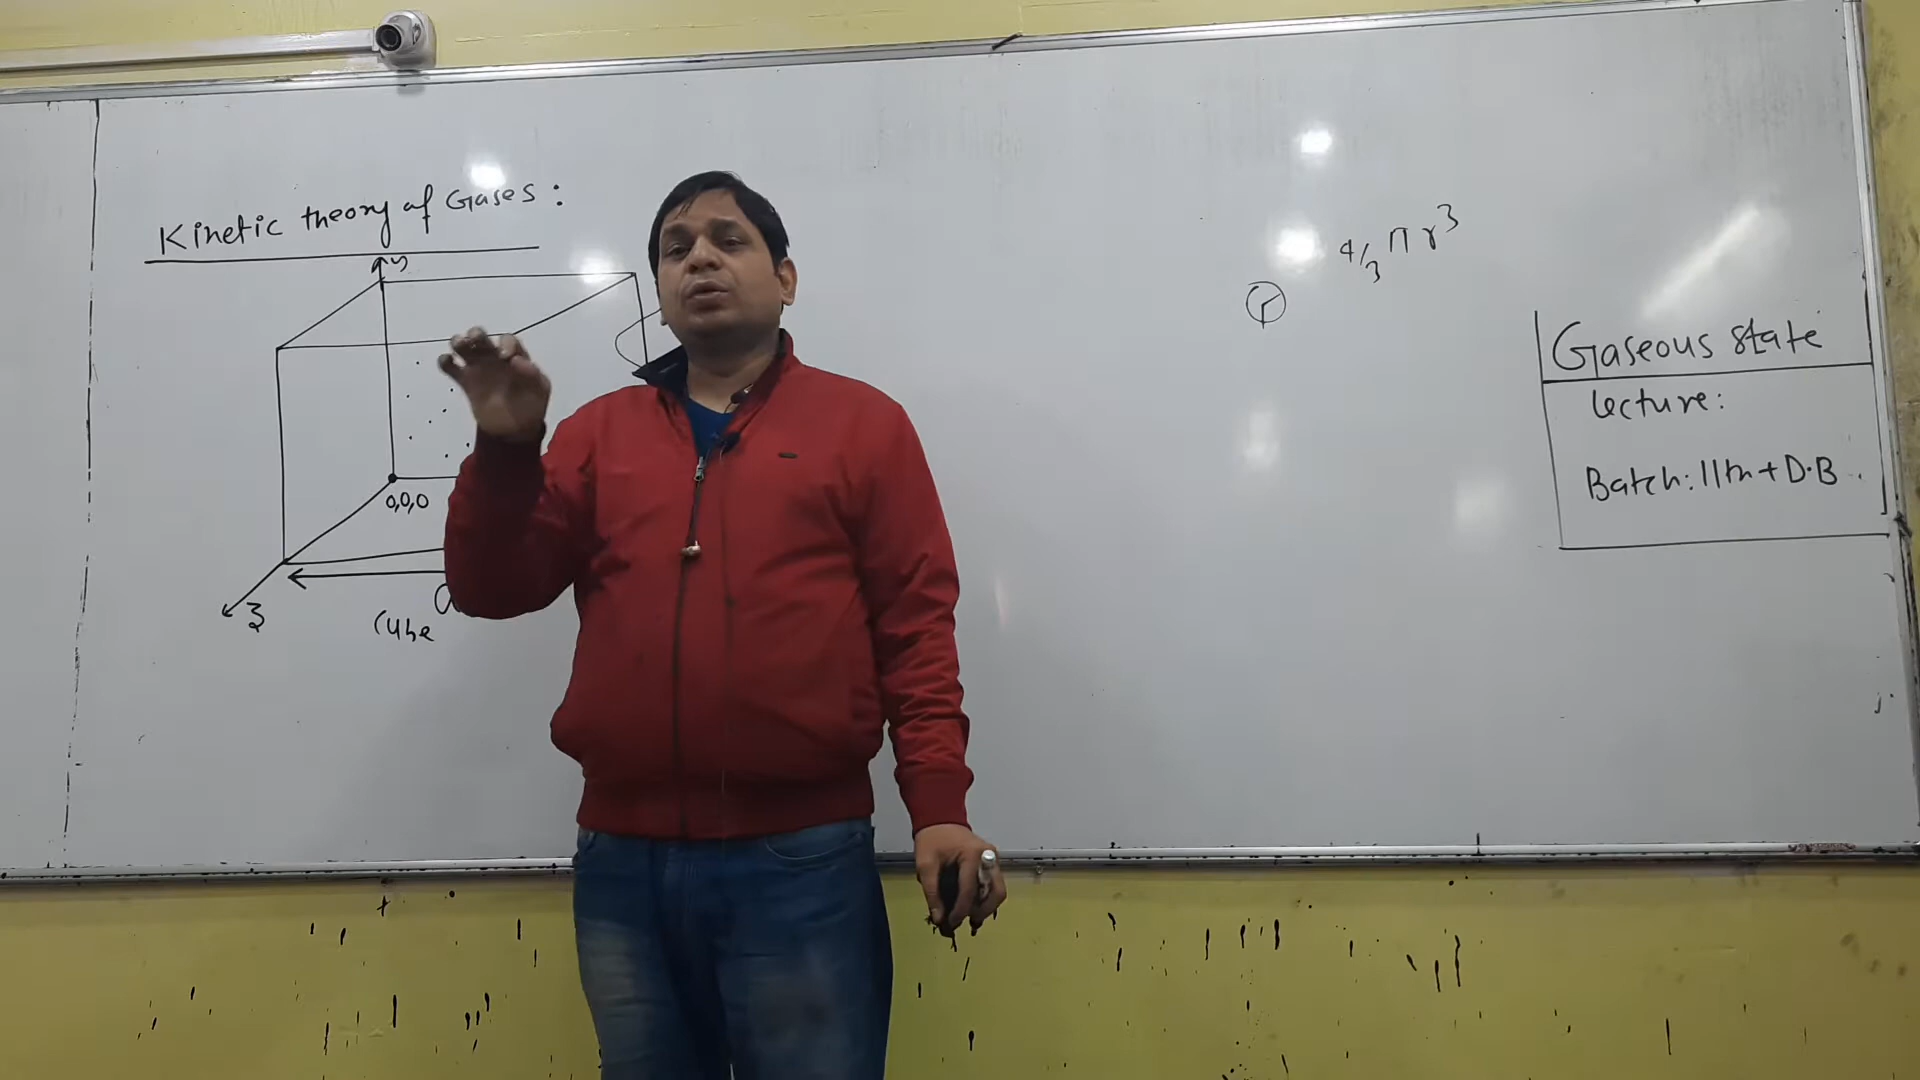 Kinetic theory of Gases:
y
0,0,0
a
z
Cube
r
4/3 π r³
Gaseous state
Lecture:
Batch: 11th + D.B